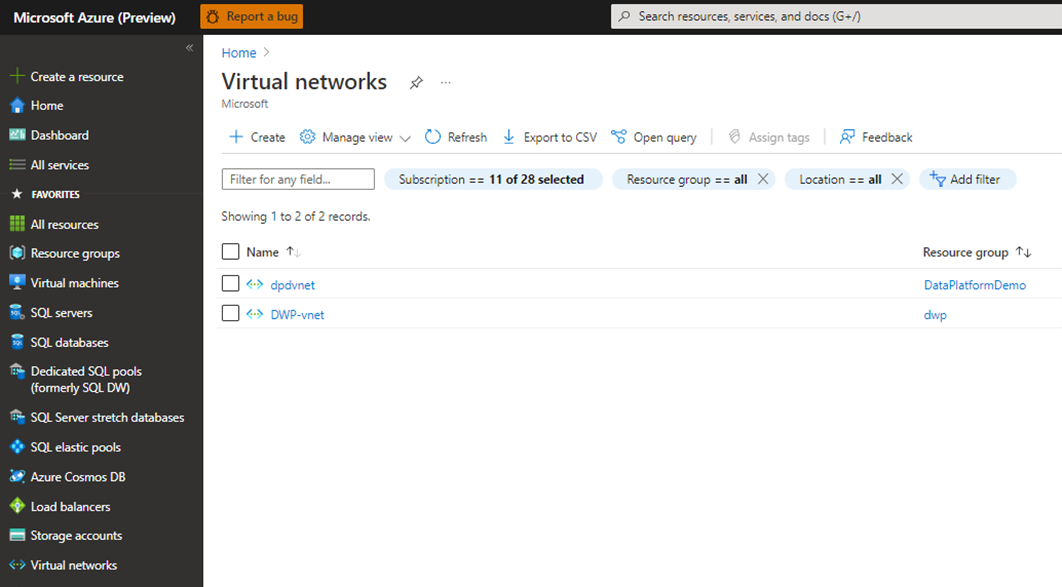 Microsoft Azure (Preview)
Report a bug
Search resources, services, and docs (G+/)
«
Create a resource
Home
Dashboard
All services
FAVORITES
All resources
Resource groups
Virtual machines
SQL servers
SQL databases
Dedicated SQL pools
(formerly SQL DW)
SQL Server stretch databases
SQL elastic pools
Azure Cosmos DB
Load balancers
Storage accounts
Virtual networks
Home >
Virtual networks ...
Microsoft
Create Manage view Refresh Export to CSV Open query Assign tags Feedback
Filter for any field... Subscription == 11 of 28 selected Resource group == all Location == all Add filter
Showing 1 to 2 of 2 records.
Name ↑↓ Resource group ↑↓
dpdvnet DataPlatformDemo
DWP-vnet dwp